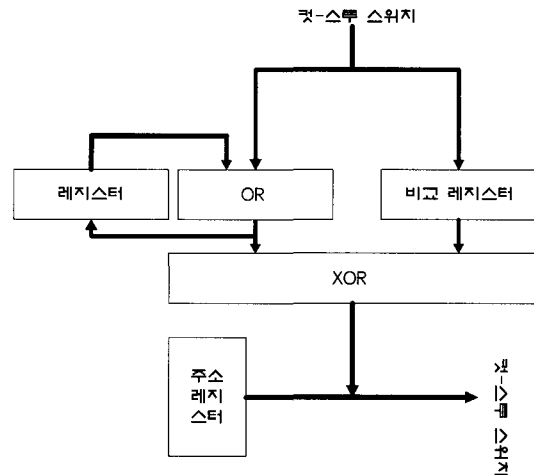 컷-스루 스위치
레지스터
OR
비교 레지스터
XOR
주소
레지
스터
컷-스루 스위치